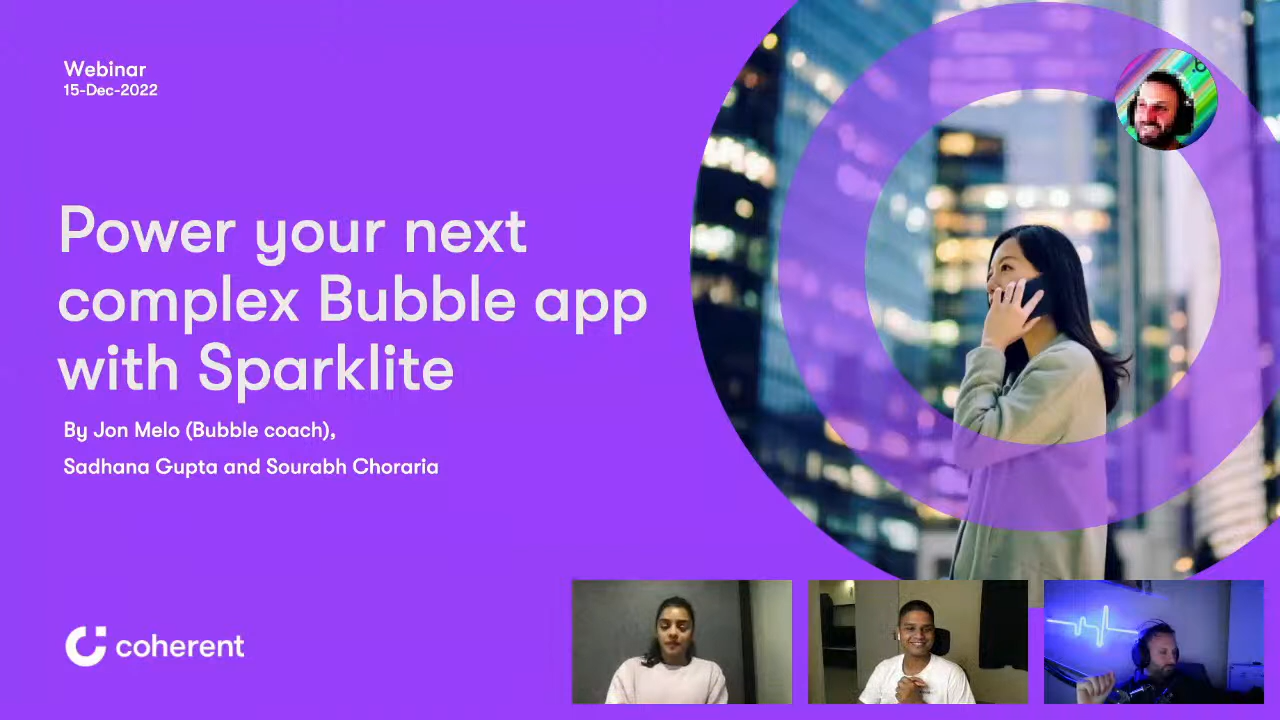 Webinar
15-Dec-2022
Power your next
complex Bubble app
with Sparklite
By Jon Melo (Bubble coach),
Sadhana Gupta and Sourabh Choraria
coherent